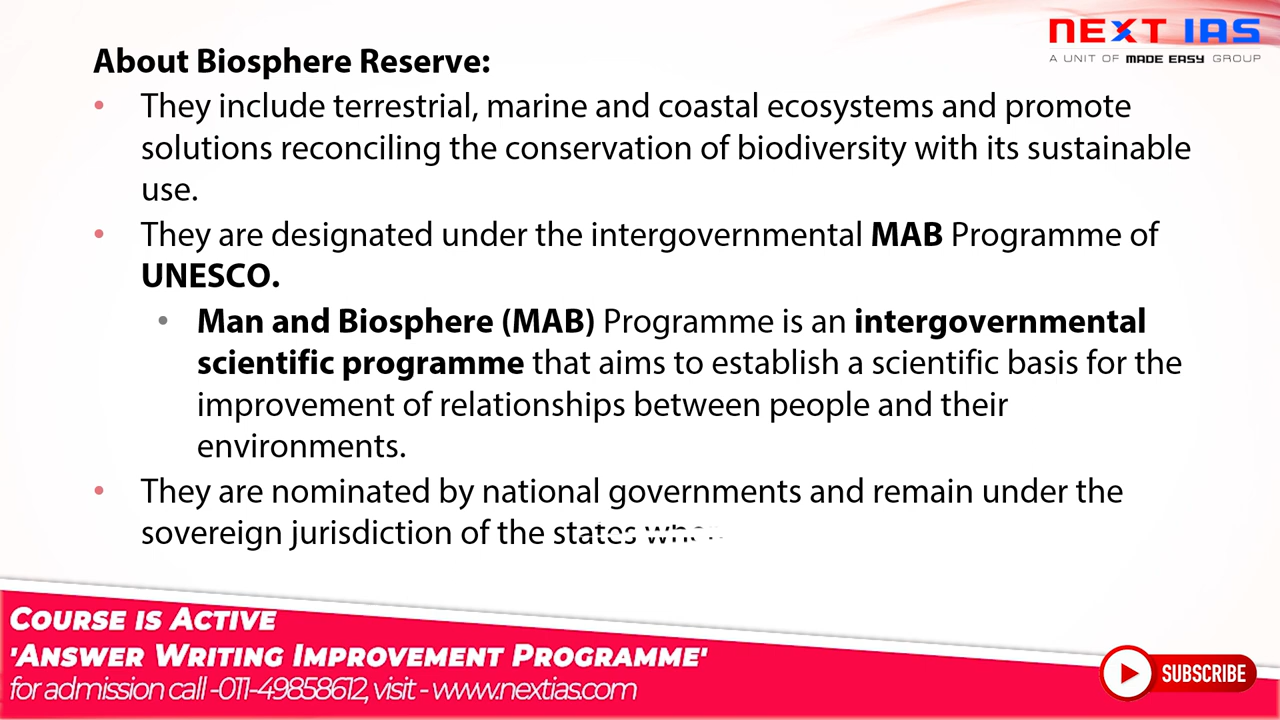 NEXT IAS
A UNIT OF MADE EASY GROUP
About Biosphere Reserve:
• They include terrestrial, marine and coastal ecosystems and promote
solutions reconciling the conservation of biodiversity with its sustainable
use.
• They are designated under the intergovernmental MAB Programme of
UNESCO.
• Man and Biosphere (MAB) Programme is an intergovernmental
scientific programme that aims to establish a scientific basis for the
improvement of relationships between people and their
environments.
• They are nominated by national governments and remain under the
sovereign jurisdiction of the states
COURSE IS ACTIVE
'ANSWER WRITING IMPROVEMENT PROGRAMME'
for admission call -011-49858612, visit - www.nextias.com
SUBSCRIBE